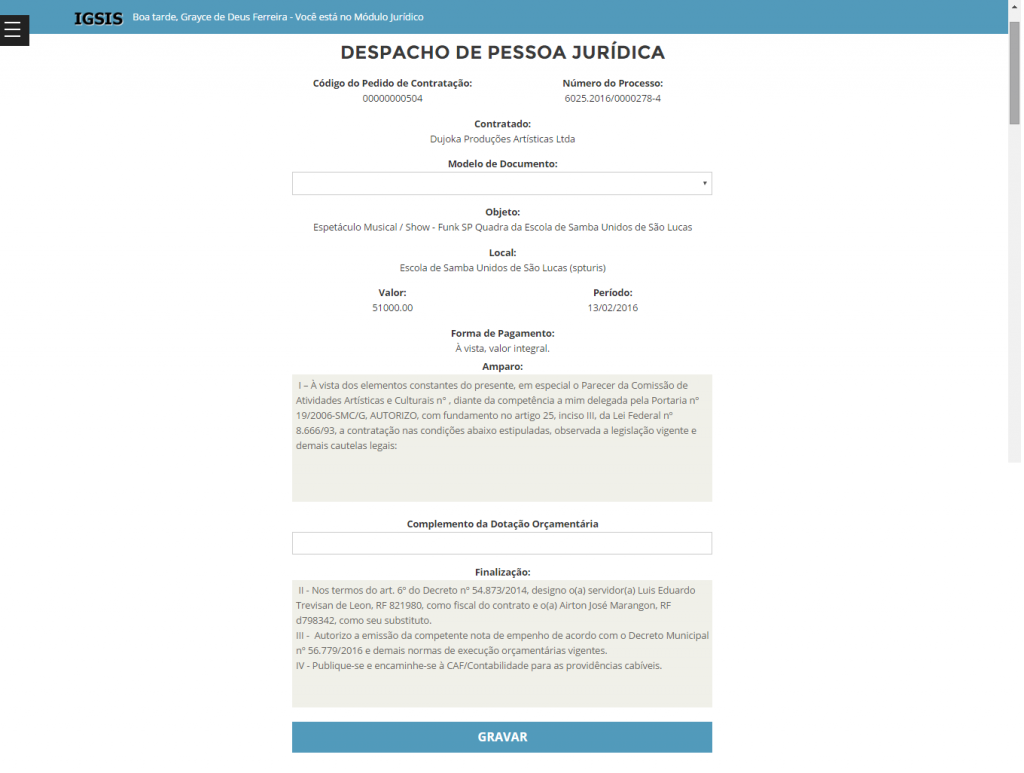 IGSIS Boa tarde, Grayce de Deus Ferreira - Você está no Módulo Jurídico
DESPACHO DE PESSOA JURÍDICA
Código do Pedido de Contratação: Número do Processo:
00000000504 6025.2016/0000278-4
Contratado:
Dujoka Produções Artísticas Ltda
Modelo de Documento:
Objeto:
Espetáculo Musical / Show - Funk SP Quadra da Escola de Samba Unidos de São Lucas
Local:
Escola de Samba Unidos de São Lucas (spturis)
Valor: Período:
51000.00 13/02/2016
Forma de Pagamento:
À vista, valor integral.
Amparo:
I – À vista dos elementos constantes do presente, em especial o Parecer da Comissão de
Atividades Artísticas e Culturais n° , diante da competência a mim delegada pela Portaria n°
19/2006-SMC/G, AUTORIZO, com fundamento no artigo 25, inciso III, da Lei Federal n°
8.666/93, a contratação nas condições abaixo estipuladas, observada a legislação vigente e
demais cautelas legais:
Complemento da Dotação Orçamentária
Finalização:
II - Nos termos do art. 6º do Decreto nº 54.873/2014, designo o(a) servidor(a) Luis Eduardo
Trevisan de Leon, RF 821980, como fiscal do contrato e o(a) Airton José Marangon, RF
d798342, como seu substituto.
III - Autorizo a emissão da competente nota de empenho de acordo com o Decreto Municipal
nº 56.779/2016 e demais normas de execução orçamentárias vigentes.
IV - Publique-se e encaminhe-se à CAF/Contabilidade para as providências cabíveis.
GRAVAR